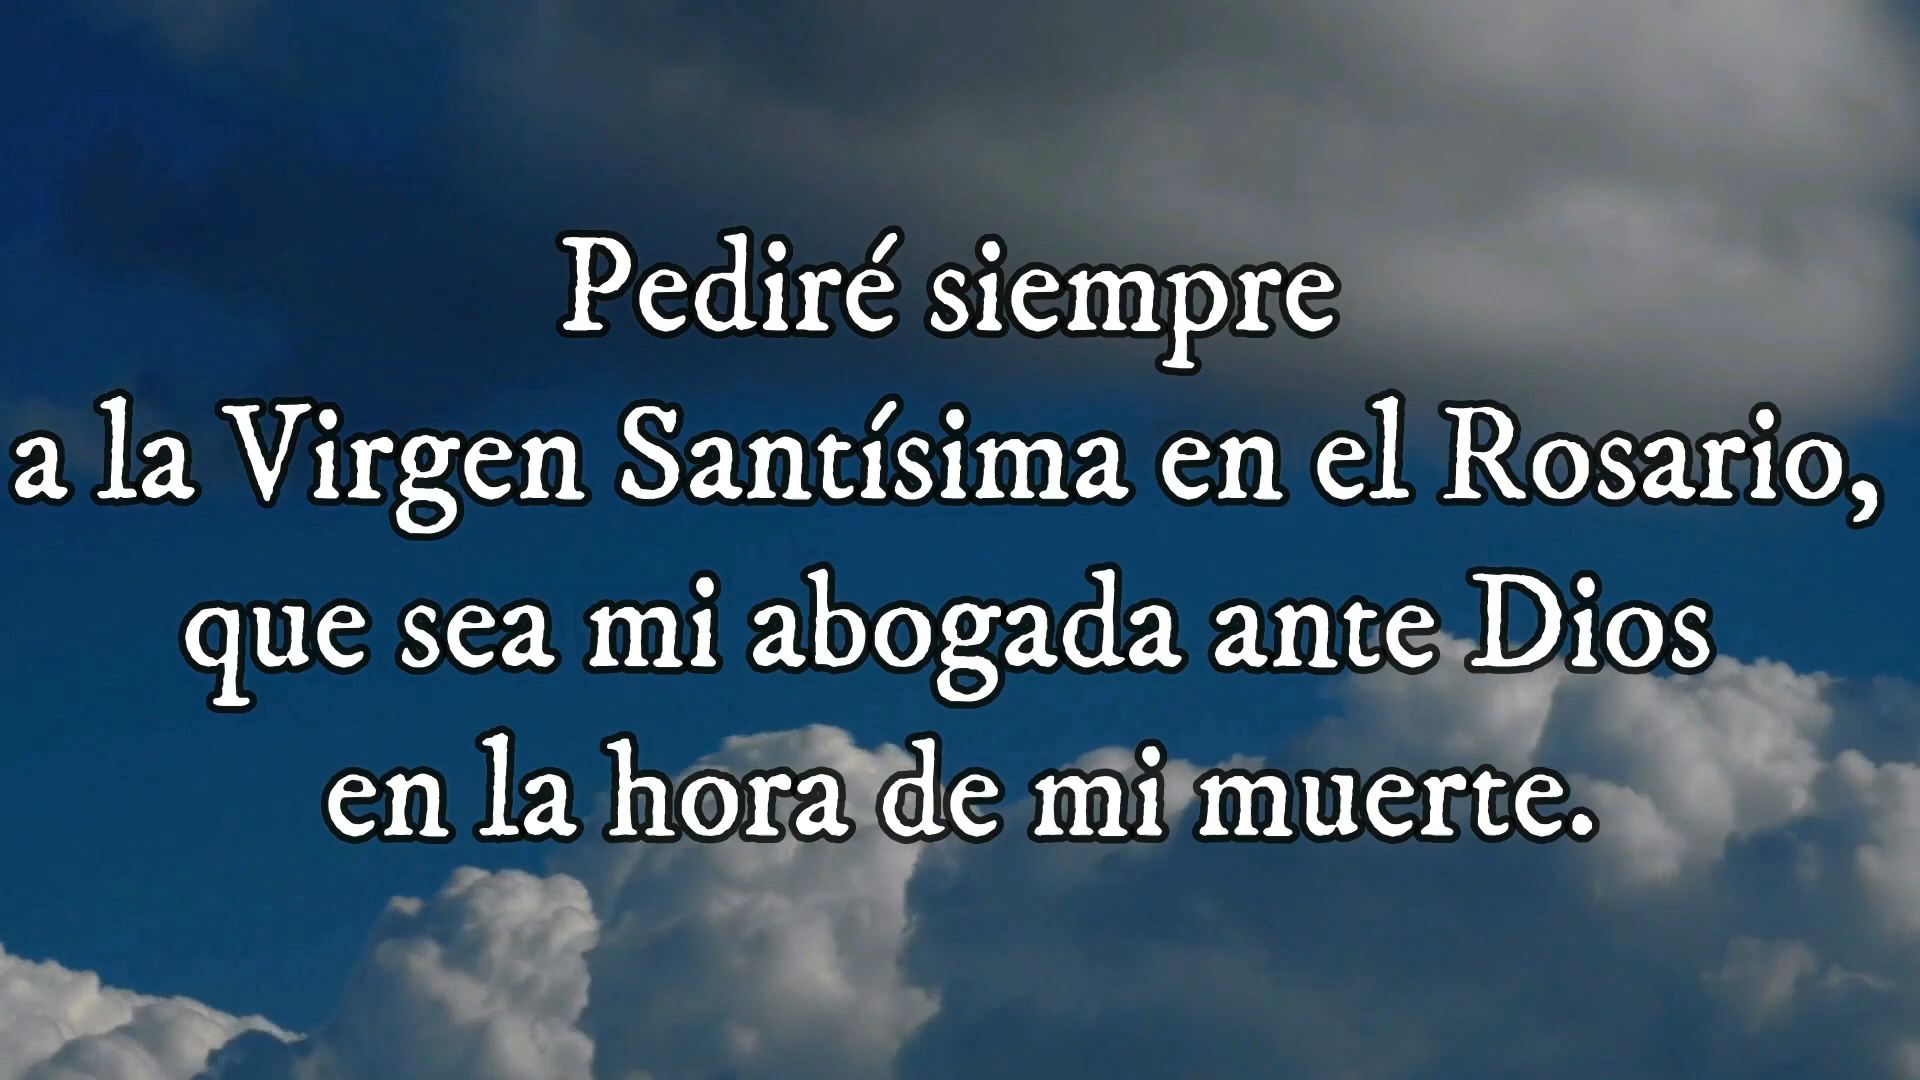 Pediré siempre
a la Virgen Santísima en el Rosario,
que sea mi abogada ante Dios
en la hora de mi muerte.